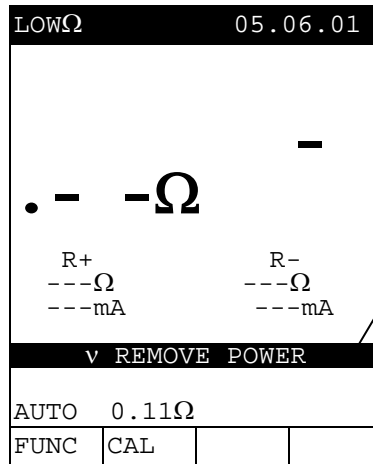 LOWΩ 05.06.01
-
.- -Ω
R+ R-
---Ω ---Ω
---mA ---mA
ν REMOVE POWER
AUTO 0.11Ω
FUNC CAL